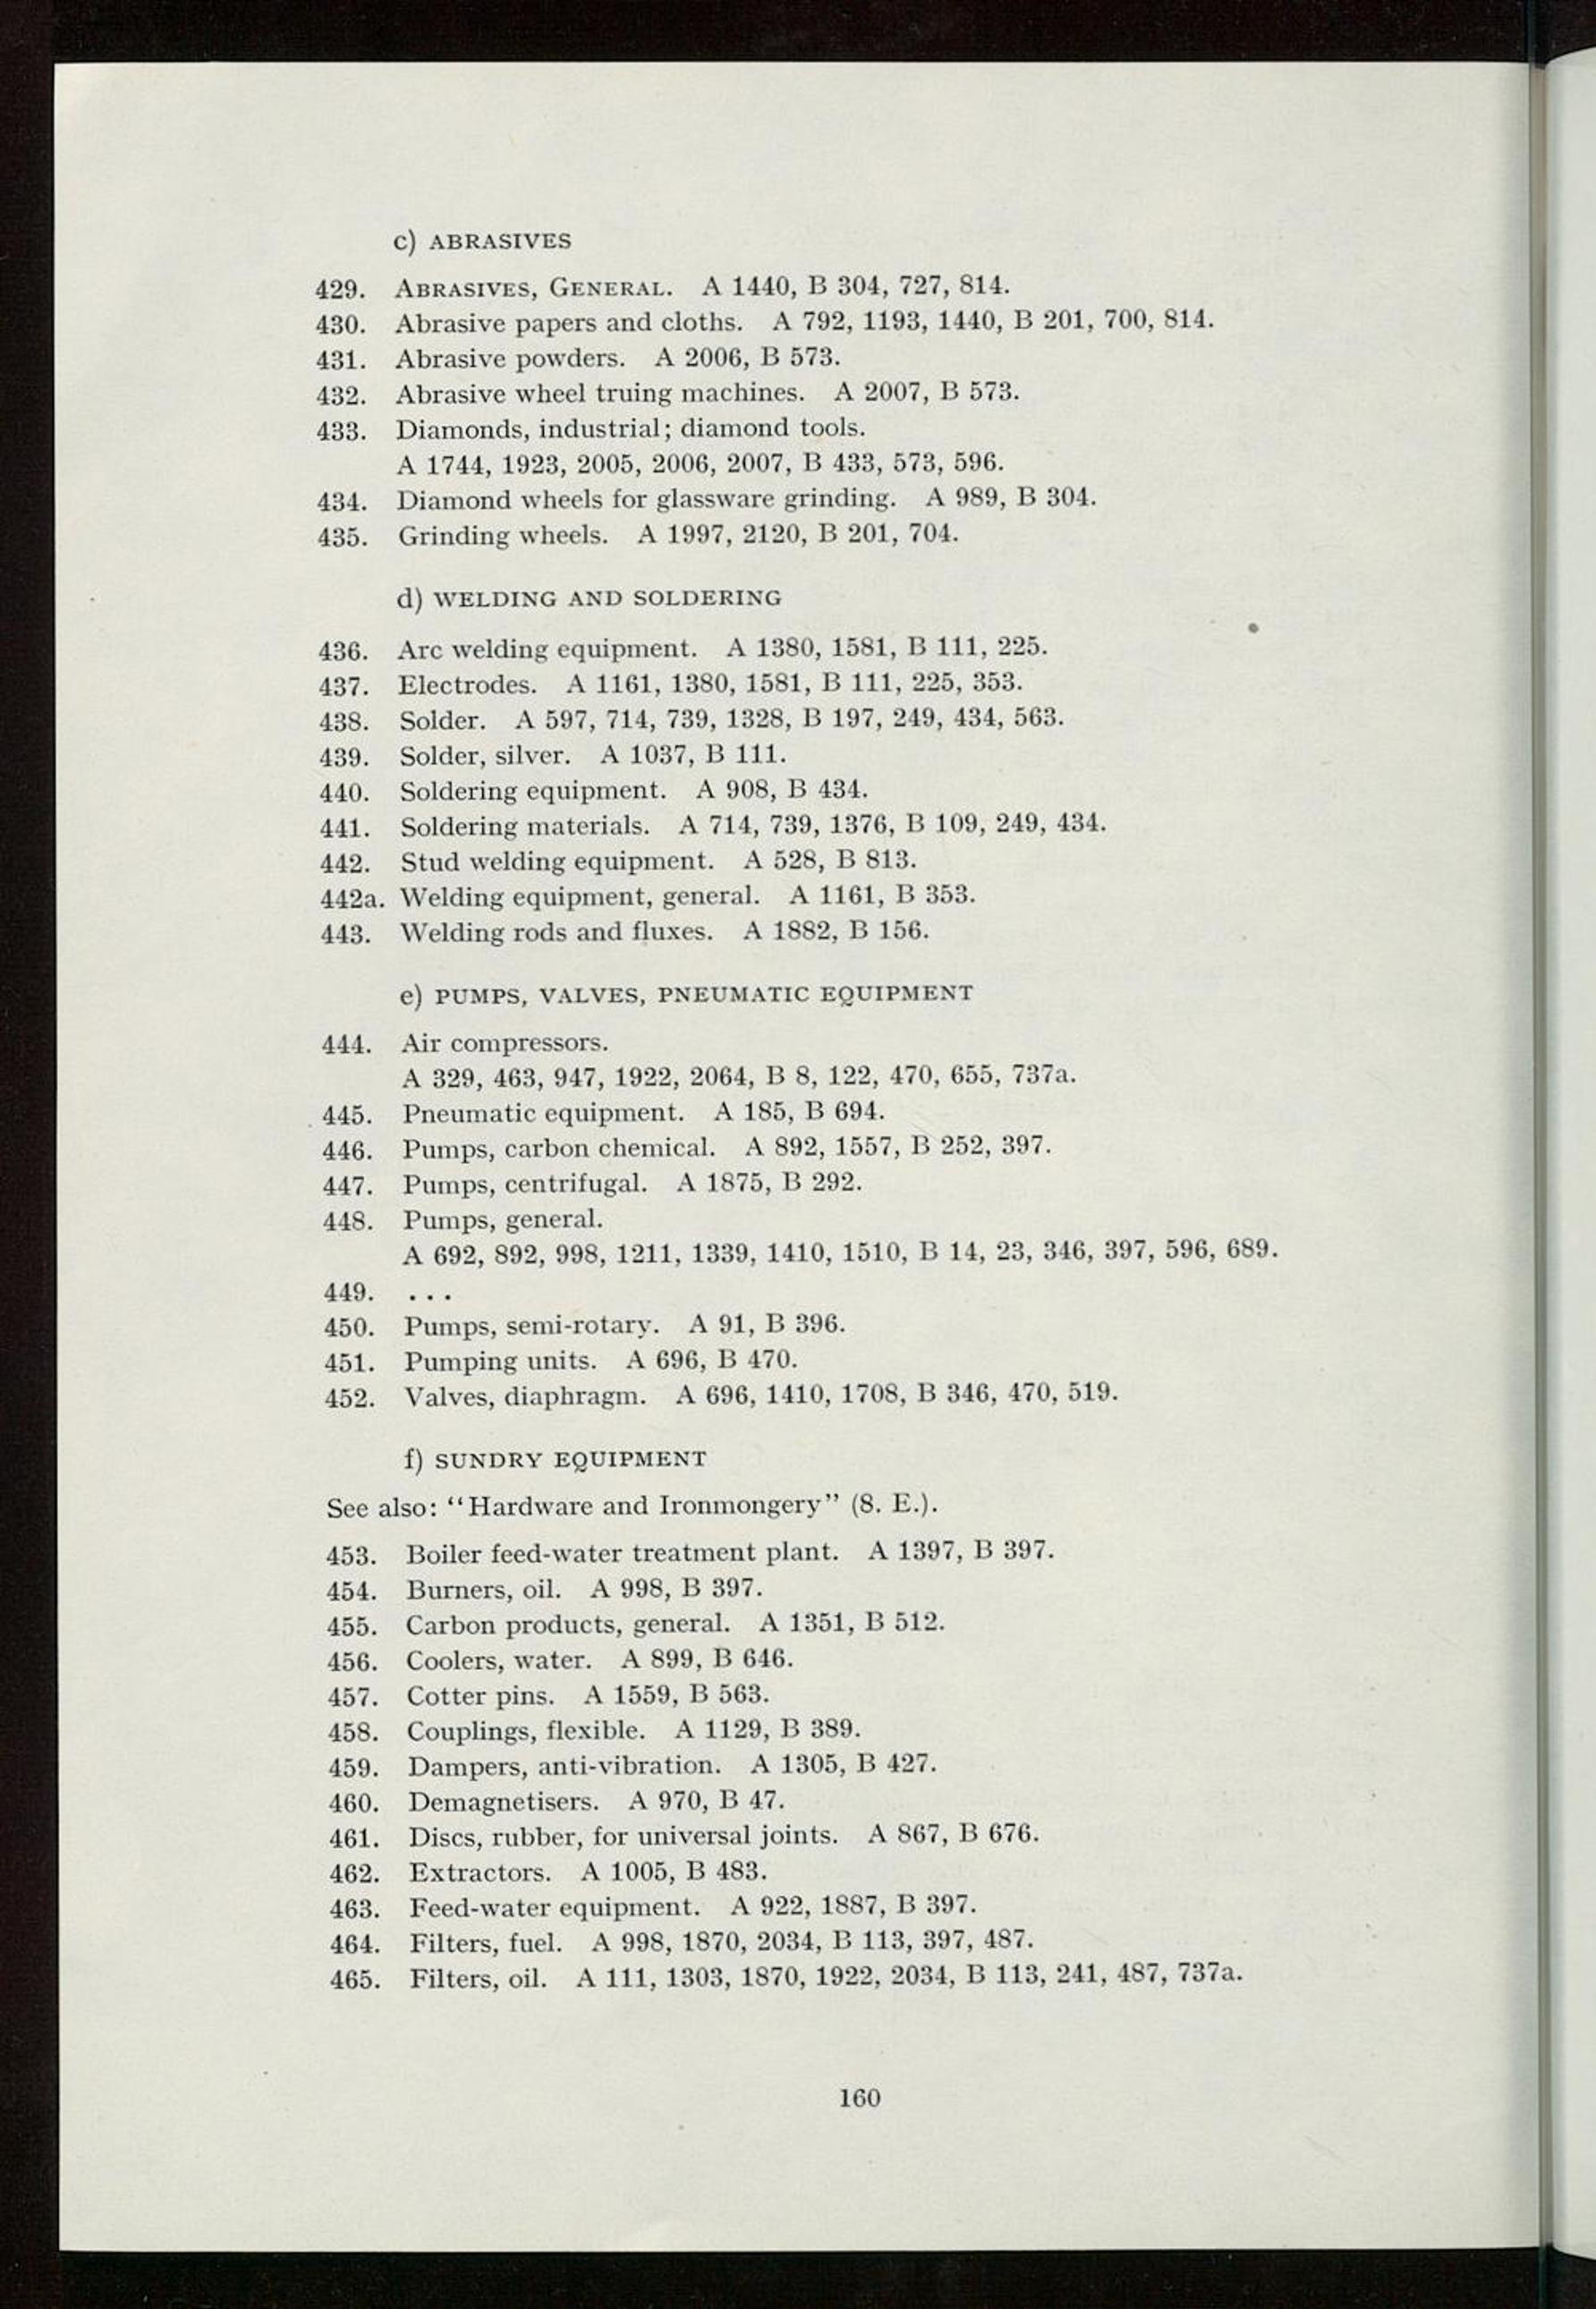 c) ABRASIVES
429. ABRASIVES, GENERAL. A 1440, B 304, 727, 814.
430. Abrasive papers and cloths. A 792, 1193, 1440, B 201, 700, 814.
431. Abrasive powders. A 2006, B 573.
432. Abrasive wheel truing machines. A 2007, B 573.
433. Diamonds, industrial; diamond tools.
A 1744, 1923, 2005, 2006, 2007, B 433, 573, 596.
434. Diamond wheels for glassware grinding. A 989, B 304.
435. Grinding wheels. A 1997, 2120, B 201, 704.
d) WELDING AND SOLDERING
436. Arc welding equipment. A 1380, 1581, B 111, 225.
437. Electrodes. A 1161, 1380, 1581, B 111, 225, 353.
438. Solder. A 597, 714, 739, 1328, B 197, 249, 434, 563.
439. Solder, silver. A 1037, B 111.
440. Soldering equipment. A 908, B 434.
441. Soldering materials. A 714, 739, 1376, B 109, 249, 434.
442. Stud welding equipment. A 528, B 813.
442a. Welding equipment, general. A 1161, B 353.
443. Welding rods and fluxes. A 1882, B 156.
e) PUMPS, VALVES, PNEUMATIC EQUIPMENT
444. Air compressors.
A 329, 463, 947, 1922, 2064, B 8, 122, 470, 655, 737a.
445. Pneumatic equipment. A 185, B 694.
446. Pumps, carbon chemical. A 892, 1557, B 252, 397.
447. Pumps, centrifugal. A 1875, B 292.
448. Pumps, general.
A 692, 892, 998, 1211, 1339, 1410, 1510, B 14, 23, 346, 397, 596, 689.
449. ...
450. Pumps, semi-rotary. A 91, B 396.
451. Pumping units. A 696, B 470.
452. Valves, diaphragm. A 696, 1410, 1708, B 346, 470, 519.
f) SUNDRY EQUIPMENT
See also: "Hardware and Ironmongery" (8. E.).
453. Boiler feed-water treatment plant. A 1397, B 397.
454. Burners, oil. A 998, B 397.
455. Carbon products, general. A 1351, B 512.
456. Coolers, water. A 899, B 646.
457. Cotter pins. A 1559, B 563.
458. Couplings, flexible. A 1129, B 389.
459. Dampers, anti-vibration. A 1305, B 427.
460. Demagnetisers. A 970, B 47.
461. Discs, rubber, for universal joints. A 867, B 676.
462. Extractors. A 1005, B 483.
463. Feed-water equipment. A 922, 1887, B 397.
464. Filters, fuel. A 998, 1870, 2034, B 113, 397, 487.
465. Filters, oil. A 111, 1303, 1870, 1922, 2034, B 113, 241, 487, 737a.
160